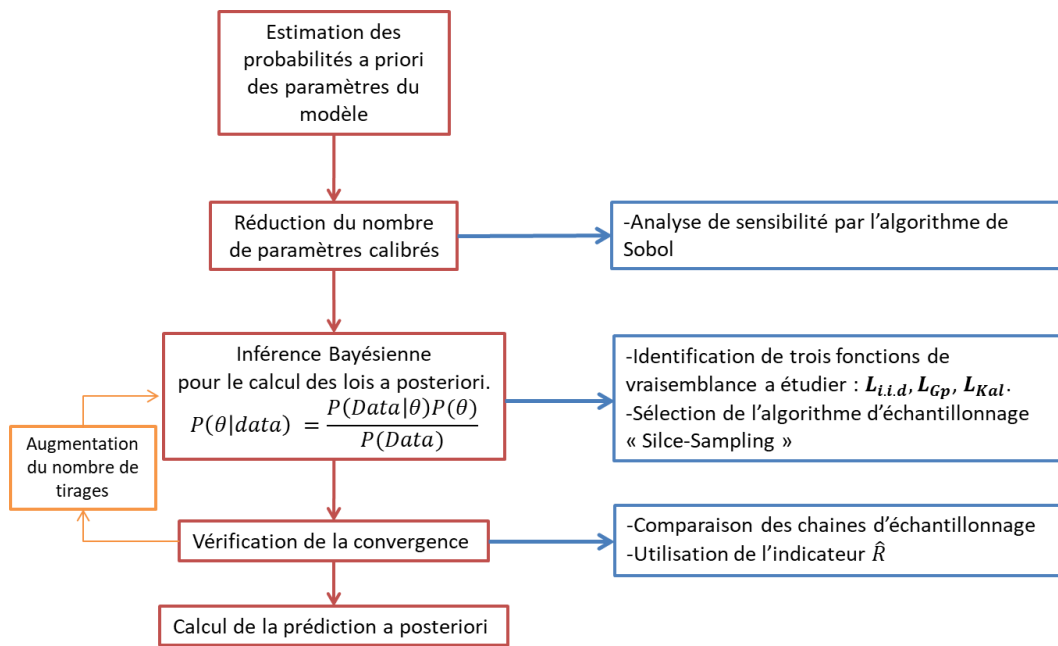 Estimation des
probabilités a priori
des paramètres du
modèle
Réduction du nombre
de paramètres calibrés
-Analyse de sensibilité par l'algorithme de
Sobol
Inférence Bayésienne
pour le calcul des lois a posteriori.
P(θ|data) = P(Data|θ)P(θ) / P(Data)
-Identification de trois fonctions de
vraisemblance a étudier : L_{i.i.d}, L_{Gp}, L_{Kal}.
-Sélection de l'algorithme d'échantillonnage
« Silce-Sampling »
Augmentation
du nombre de
tirages
Vérification de la convergence
-Comparaison des chaines d'échantillonnage
-Utilisation de l'indicateur R̂
Calcul de la prédiction a posteriori